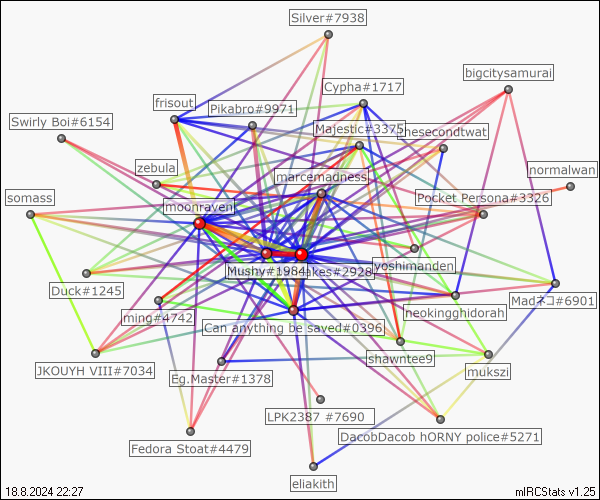 Silver#7938
bigcitysamurai
Cypha#1717
frisout
Pikabro#9971
Swirly Boi#6154
Majestic#3375
hesecondtwat
zebula
normalwan
marcemadness
somass
Pocket Persona#3326
moonraven
Mushy#1984
akes#2928
yoshimanden
Duck#1245
Madネコ#6901
ming#4742
neokingghidorah
Can anything be saved#0396
shawntee9
JKOUYH VIII#7034
mukszi
Eg.Master#1378
LPK2387 #7690
DacobDacob hORNY police#5271
Fedora Stoat#4479
eliakith
18.8.2024 22:27
mIRCStats v1.25